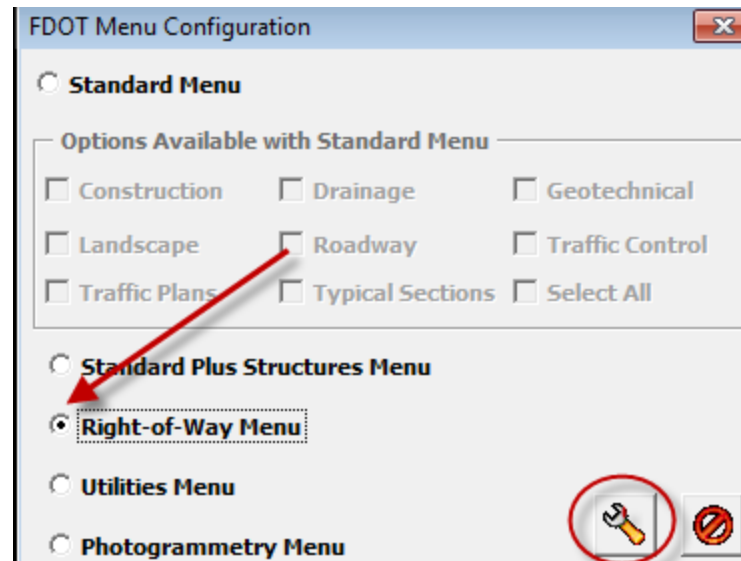 FDOT Menu Configuration
Standard Menu
Options Available with Standard Menu
Construction Drainage Geotechnical
Landscape Roadway Traffic Control
Traffic Plans Typical Sections Select All
Standard Plus Structures Menu
Right-of-Way Menu
Utilities Menu
Photogrammetry Menu